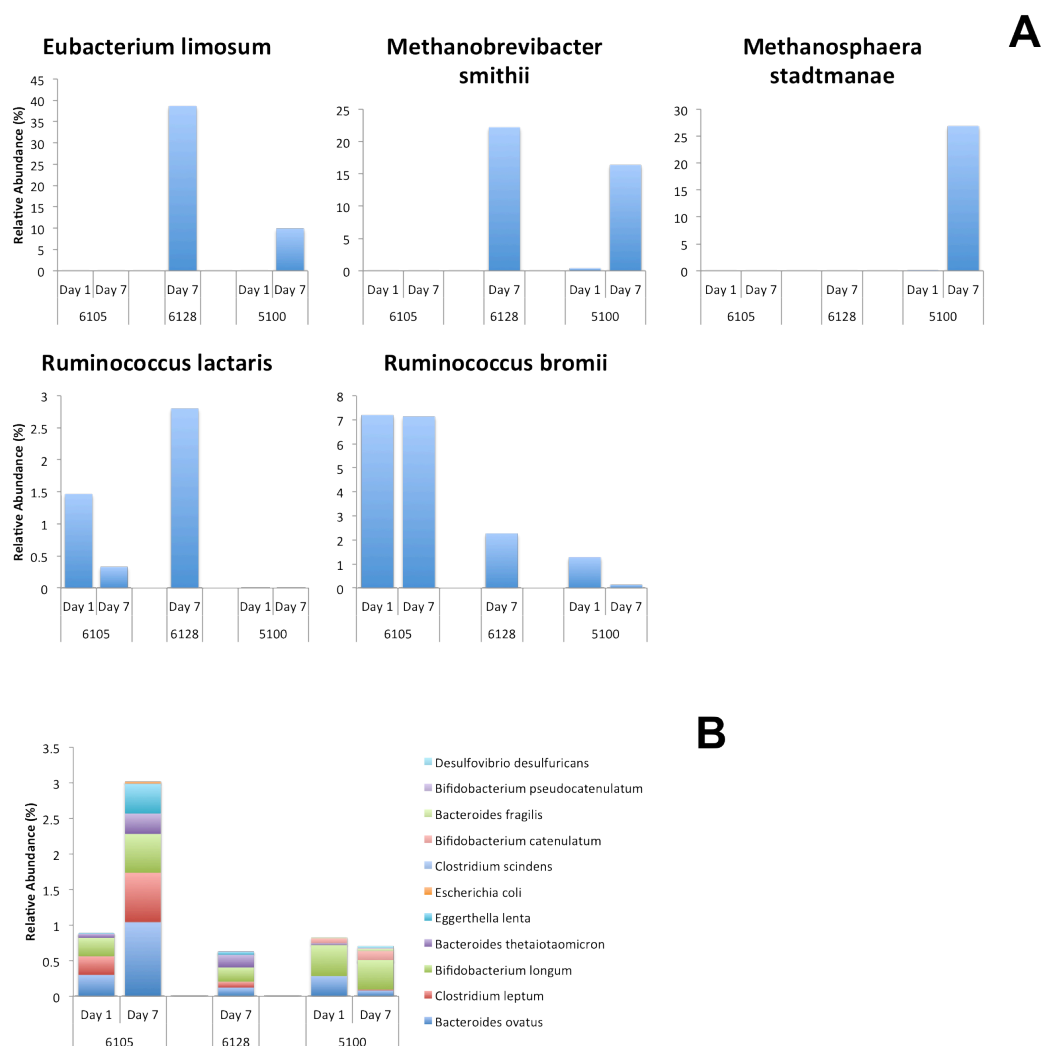 A
Eubacterium limosum
Relative Abundance (%)
45
40
35
30
25
20
15
10
5
0
Day 1 Day 7 Day 7 Day 1 Day 7
6105 6128 5100
Methanobrevibacter
smithii
25
20
15
10
5
0
Day 1 Day 7 Day 7 Day 1 Day 7
6105 6128 5100
Methanosphaera
stadtmanae
30
25
20
15
10
5
0
Day 1 Day 7 Day 7 Day 1 Day 7
6105 6128 5100
Ruminococcus lactaris
Relative Abundance (%)
3
2.5
2
1.5
1
0.5
0
Day 1 Day 7 Day 7 Day 1 Day 7
6105 6128 5100
Ruminococcus bromii
8
7
6
5
4
3
2
1
0
Day 1 Day 7 Day 7 Day 1 Day 7
6105 6128 5100
B
Relative Abundance (%)
3.5
3
2.5
2
1.5
1
0.5
0
Day 1 Day 7 Day 7 Day 1 Day 7
6105 6128 5100
Desulfovibrio desulfuricans
Bifidobacterium pseudocatenulatum
Bacteroides fragilis
Bifidobacterium catenulatum
Clostridium scindens
Escherichia coli
Eggerthella lenta
Bacteroides thetaiotaomicron
Bifidobacterium longum
Clostridium leptum
Bacteroides ovatus